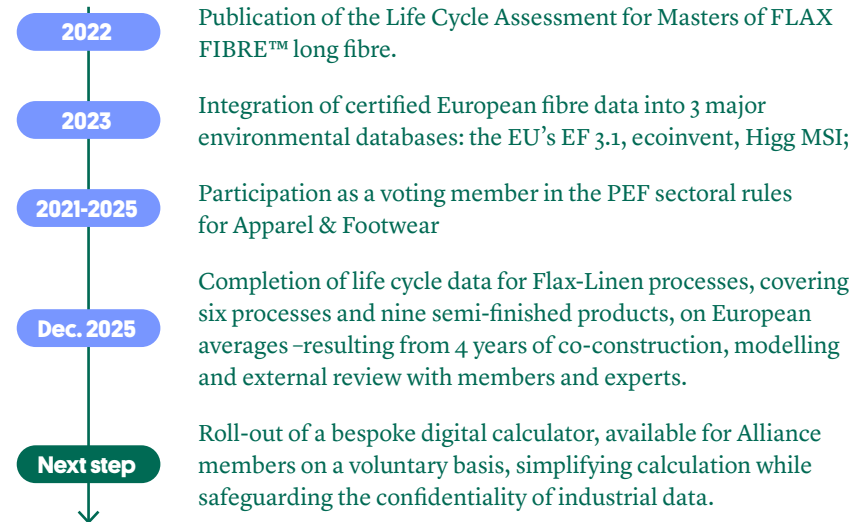 2022
Publication of the Life Cycle Assessment for Masters of FLAX
FIBRE™ long fibre.
2023
Integration of certified European fibre data into 3 major
environmental databases: the EU's EF 3.1, ecoinvent, Higg MSI;
2021-2025
Participation as a voting member in the PEF sectoral rules
for Apparel & Footwear
Dec. 2025
Completion of life cycle data for Flax-Linen processes, covering
six processes and nine semi-finished products, on European
averages –resulting from 4 years of co-construction, modelling
and external review with members and experts.
Next step
Roll-out of a bespoke digital calculator, available for Alliance
members on a voluntary basis, simplifying calculation while
safeguarding the confidentiality of industrial data.